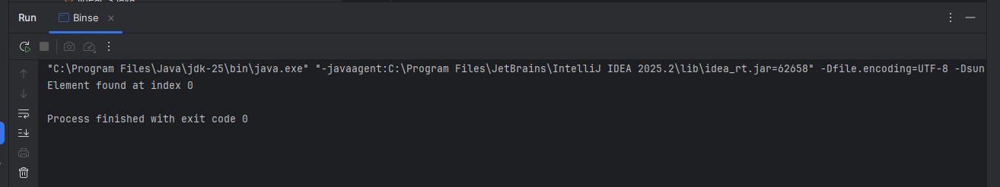 Run Binse
"C:\Program Files\Java\jdk-25\bin\java.exe" "-javaagent:C:\Program Files\JetBrains\IntelliJ IDEA 2025.2\lib\idea_rt.jar=62658" -Dfile.encoding=UTF-8 -Dsun
Element found at index 0
Process finished with exit code 0